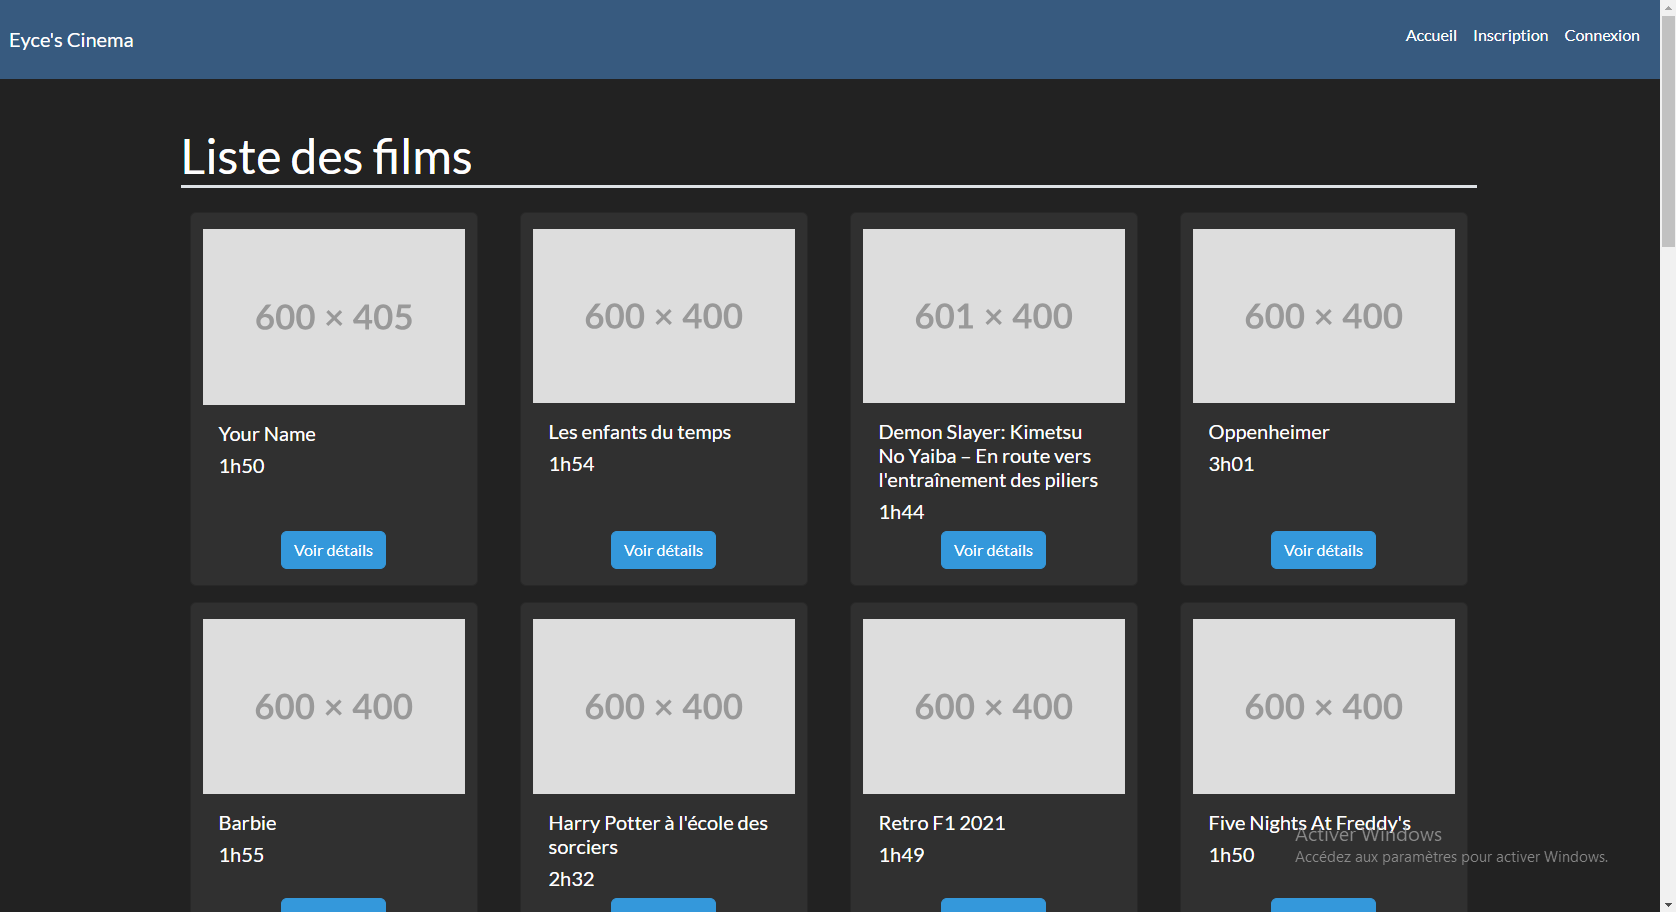 Eyce's Cinema
Accueil Inscription Connexion
Liste des films
600 × 405
Your Name
1h50
Voir détails
600 × 400
Les enfants du temps
1h54
Voir détails
601 × 400
Demon Slayer: Kimetsu
No Yaiba – En route vers
l'entraînement des piliers
1h44
Voir détails
600 × 400
Oppenheimer
3h01
Voir détails
600 × 400
Barbie
1h55
600 × 400
Harry Potter à l'école des
sorciers
2h32
600 × 400
Retro F1 2021
1h49
600 × 400
Five Nights At Freddy's
1h50
Activer Windows
Accédez aux paramètres pour activer Windows.